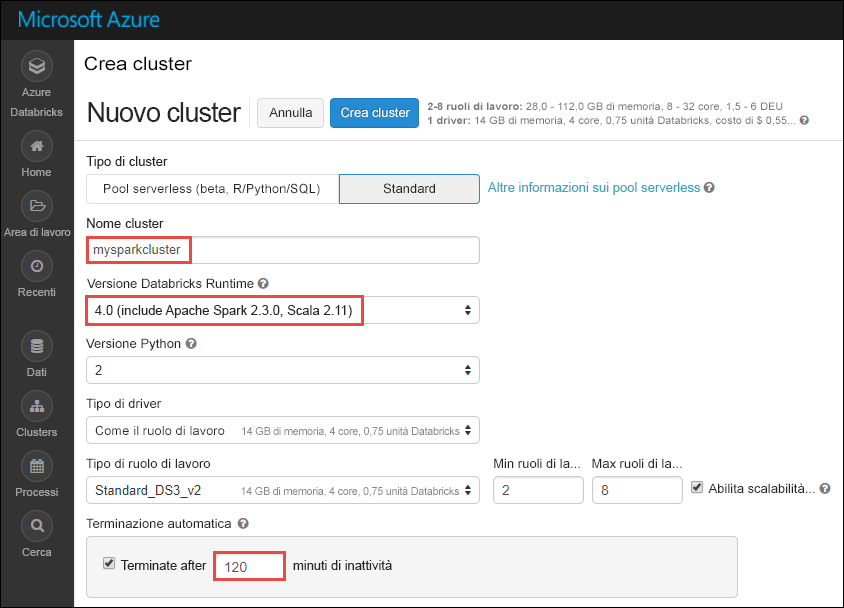 Microsoft Azure
Azure
Databricks
Home
Area di lavoro
Recenti
Dati
Clusters
Processi
Cerca
Crea cluster
Nuovo cluster
Annulla
Crea cluster
2-8 ruoli di lavoro: 28,0 - 112,0 GB di memoria, 8 - 32 core, 1,5 - 6 DEU
1 driver: 14 GB di memoria, 4 core, 0,75 unità Databricks, costo di $ 0,55... ?
Tipo di cluster
Pool serverless (beta, R/Python/SQL) Standard Altre informazioni sui pool serverless ?
Nome cluster
mysparkcluster
Versione Databricks Runtime ?
4.0 (include Apache Spark 2.3.0, Scala 2.11)
Versione Python ?
2
Tipo di driver
Come il ruolo di lavoro 14 GB di memoria, 4 core, 0,75 unità Databricks
Tipo di ruolo di lavoro Min ruoli di la... Max ruoli di la...
Standard_DS3_v2 14 GB di memoria, 4 core, 0,75 unità Databricks 2 8 Abilita scalabilità... ?
Terminazione automatica ?
Terminate after 120 minuti di inattività